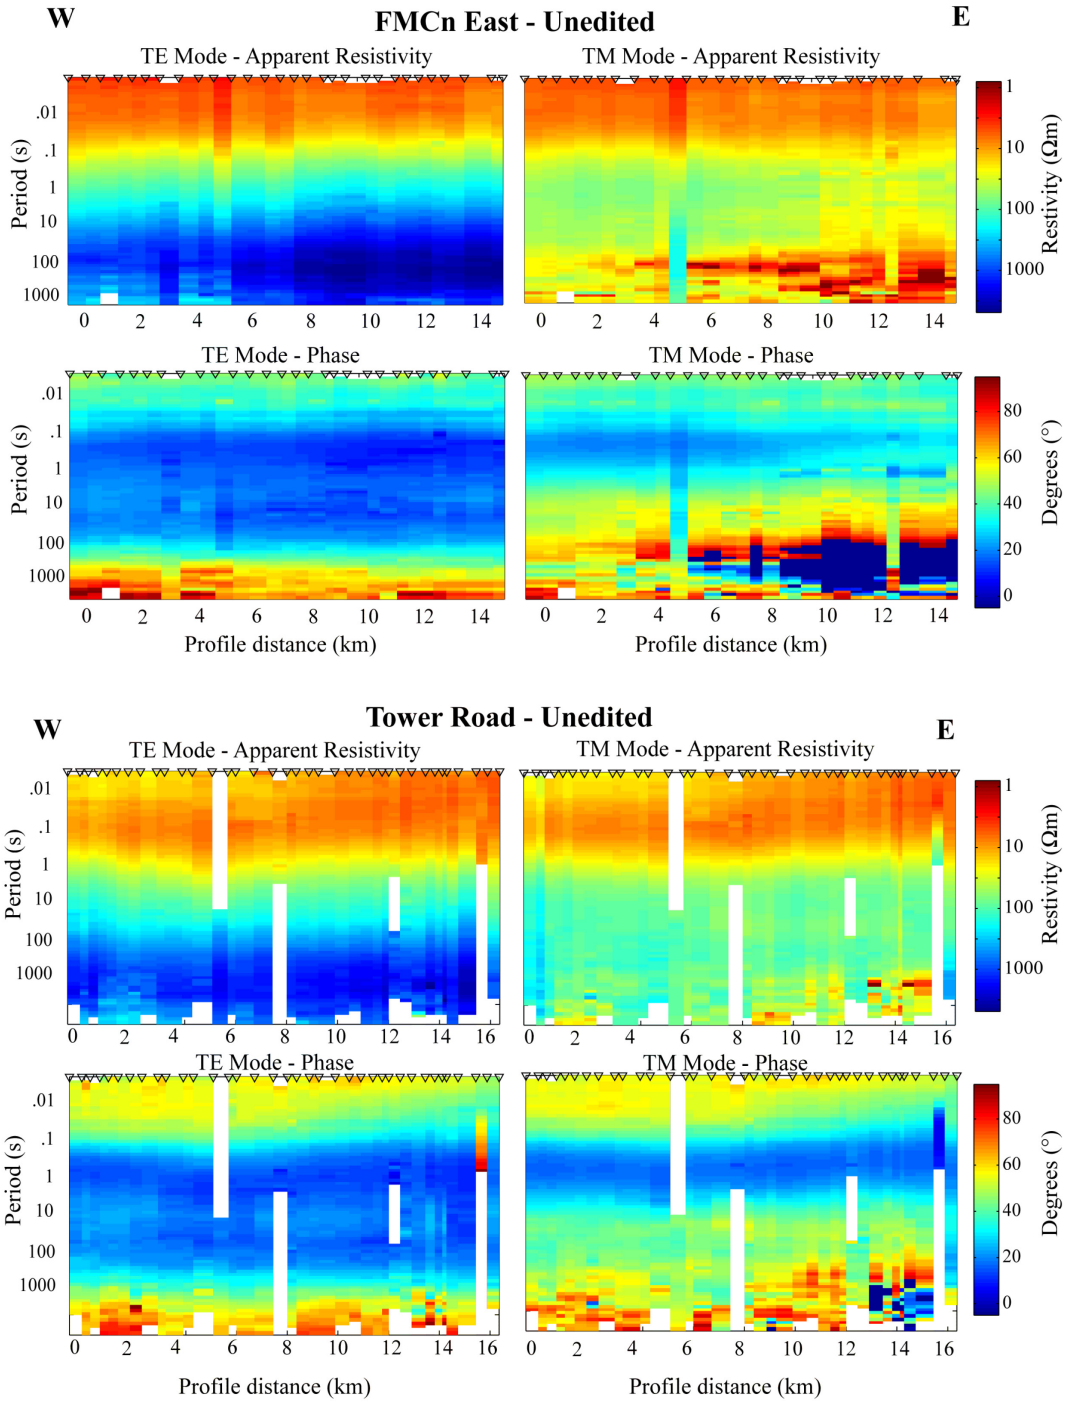 W FMCn East - Unedited E
TE Mode - Apparent Resistivity TM Mode - Apparent Resistivity
Period (s)
.01
.1
1
10
100
1000
0 2 4 6 8 10 12 14
0 2 4 6 8 10 12 14
1
10
100
1000
Restivity (Ωm)
TE Mode - Phase TM Mode - Phase
Period (s)
.01
.1
1
10
100
1000
0 2 4 6 8 10 12 14
0 2 4 6 8 10 12 14
80
60
40
20
0
Degrees (°)
Profile distance (km) Profile distance (km)
W Tower Road - Unedited E
TE Mode - Apparent Resistivity TM Mode - Apparent Resistivity
Period (s)
.01
.1
1
10
100
1000
0 2 4 6 8 10 12 14 16
0 2 4 6 8 10 12 14 16
1
10
100
1000
Restivity (Ωm)
TE Mode - Phase TM Mode - Phase
Period (s)
.01
.1
1
10
100
1000
0 2 4 6 8 10 12 14 16
0 2 4 6 8 10 12 14 16
80
60
40
20
0
Degrees (°)
Profile distance (km) Profile distance (km)